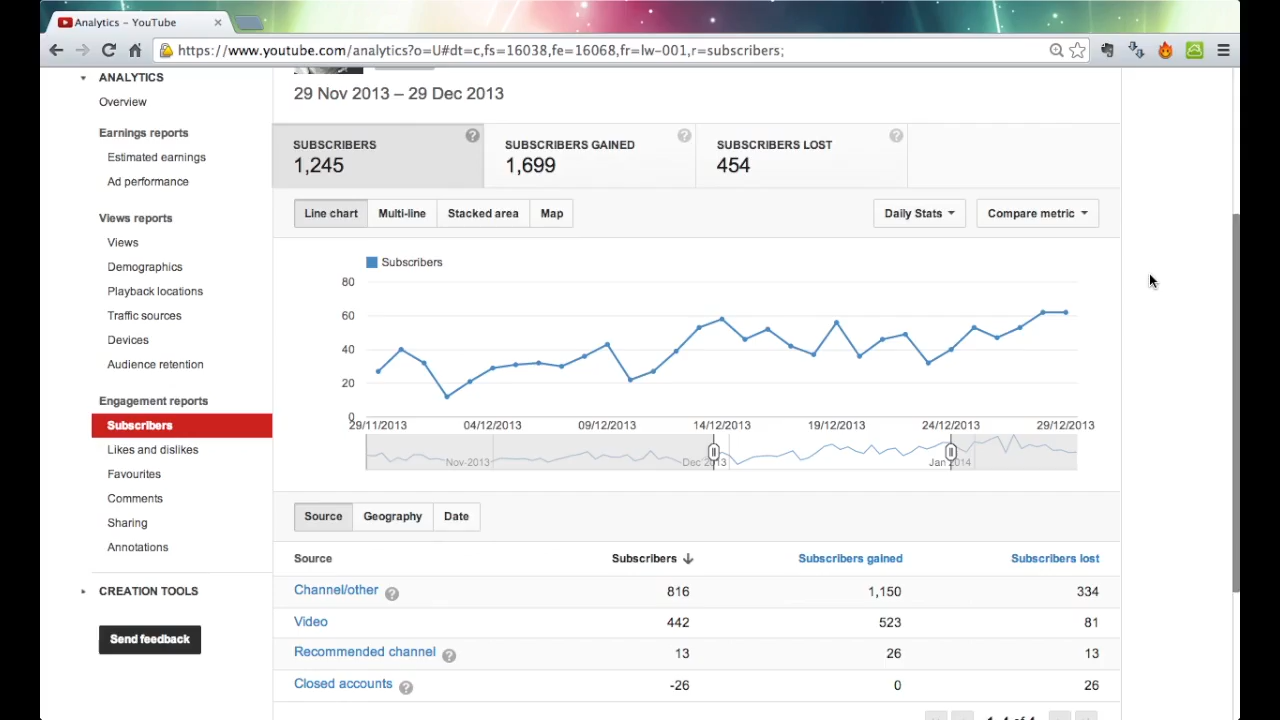 Analytics - YouTube
https://www.youtube.com/analytics?o=U#dt=c,fs=16038,fe=16068,fr=lw-001,r=subscribers;
ANALYTICS
Overview
Earnings reports
Estimated earnings
Ad performance
Views reports
Views
Demographics
Playback locations
Traffic sources
Devices
Audience retention
Engagement reports
Subscribers
Likes and dislikes
Favourites
Comments
Sharing
Annotations
CREATION TOOLS
Send feedback
29 Nov 2013 – 29 Dec 2013
SUBSCRIBERS ?
1,245
SUBSCRIBERS GAINED ?
1,699
SUBSCRIBERS LOST ?
454
Line chart Multi-line Stacked area Map Daily Stats Compare metric
Subscribers
80
60
40
20
0
29/11/2013 04/12/2013 09/12/2013 14/12/2013 19/12/2013 24/12/2013 29/12/2013
Nov-2013 Dec 2013 Jan 2014
Source Geography Date
Source Subscribers Subscribers gained Subscribers lost
Channel/other ? 816 1,150 334
Video 442 523 81
Recommended channel ? 13 26 13
Closed accounts ? -26 0 26